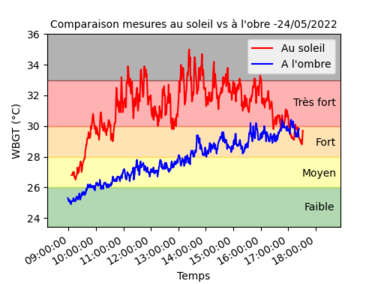 Comparaison mesures au soleil vs à l'obre -24/05/2022
36
34
32
30
28
26
24
WBGT (°C)
Au soleil
A l'ombre
Très fort
Fort
Moyen
Faible
09:00:00
10:00:00
11:00:00
12:00:00
13:00:00
14:00:00
15:00:00
16:00:00
17:00:00
18:00:00
Temps